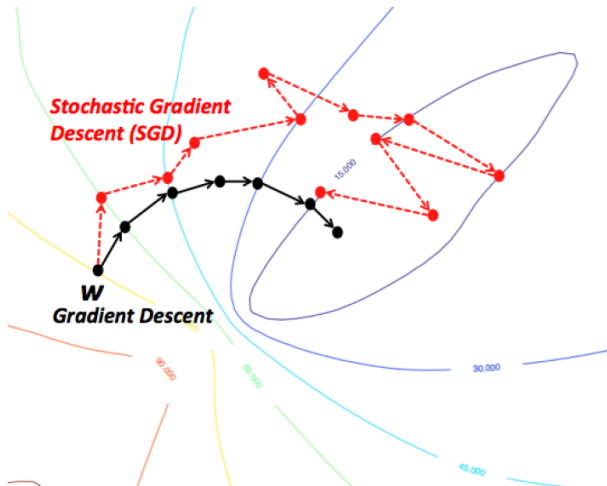 Stochastic Gradient
Descent (SGD)
15.000
W
Gradient Descent
90.000
60.000
30.000
45.000